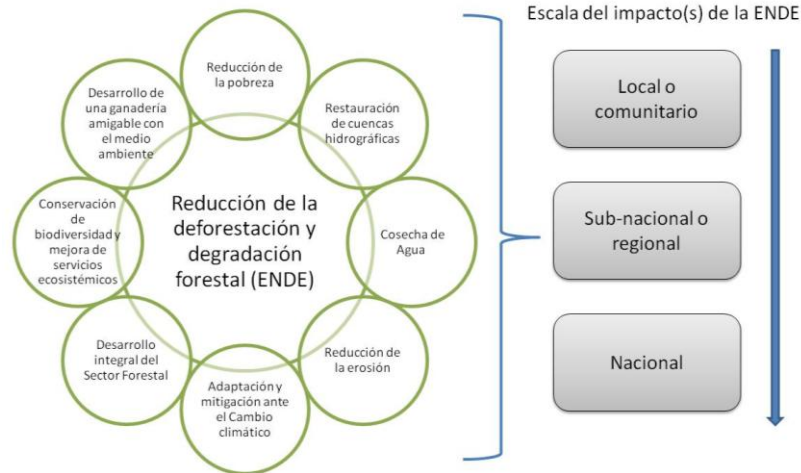 Escala del impacto(s) de la ENDE
Reducción de
la pobreza
Restauración
de cuencas
hidrográficas
Cosecha de
Agua
Reducción de
la erosión
Adaptación y
mitigación ante
el Cambio
climático
Desarrollo
integral del
Sector Forestal
Conservación
de
biodiversidad y
mejora de
servicios
ecosistémicos
Desarrollo de
una ganadería
amigable con
el medio
ambiente
Reducción de la
deforestación y
degradación
forestal (ENDE)
Local o
comunitario
Sub-nacional o
regional
Nacional